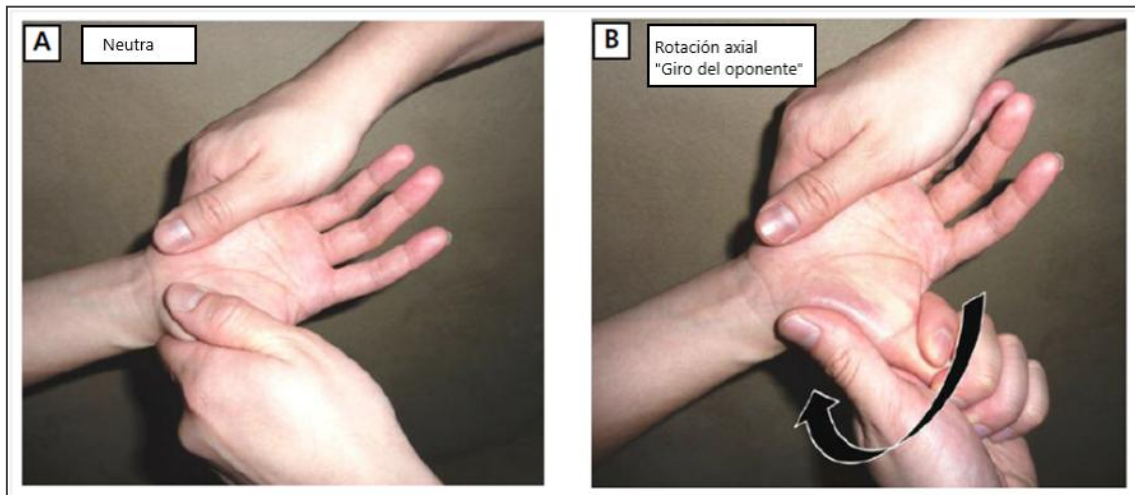 A
Neutra
B
Rotación axial
"Giro del oponente"